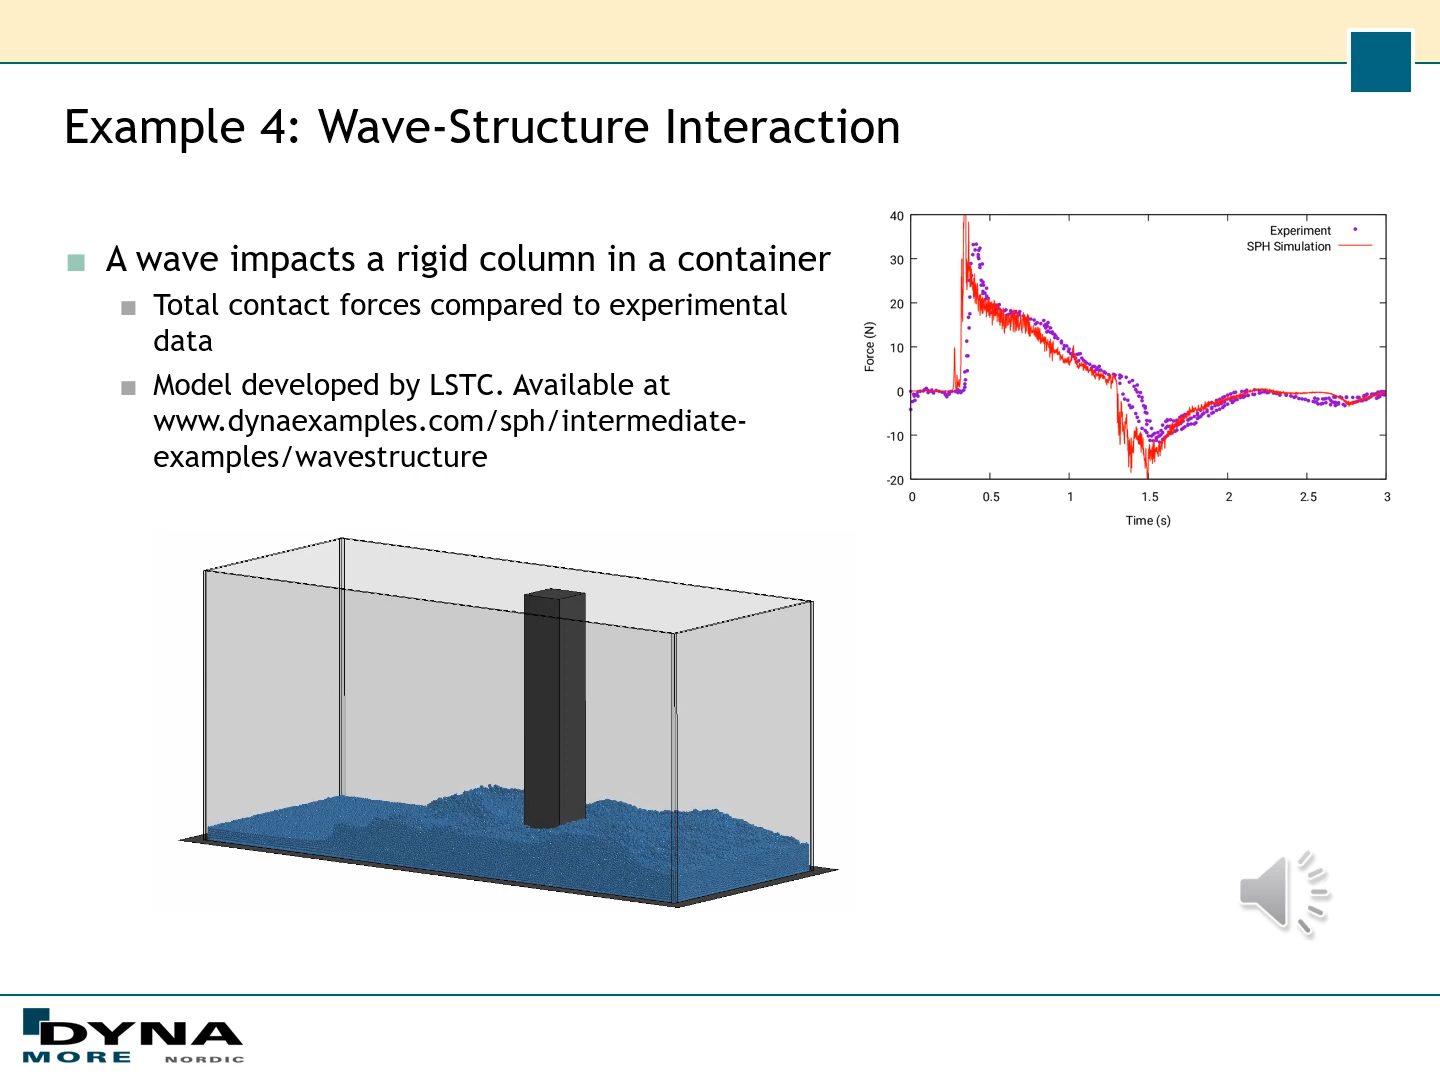 Example 4: Wave-Structure Interaction
A wave impacts a rigid column in a container
Total contact forces compared to experimental
data
Model developed by LSTC. Available at
www.dynaexamples.com/sph/intermediate-
examples/wavestructure
40
30
20
10
0
-10
-20
Force (N)
Experiment
SPH Simulation
0 0.5 1 1.5 2 2.5 3
Time (s)
DYNA
MORE NORDIC